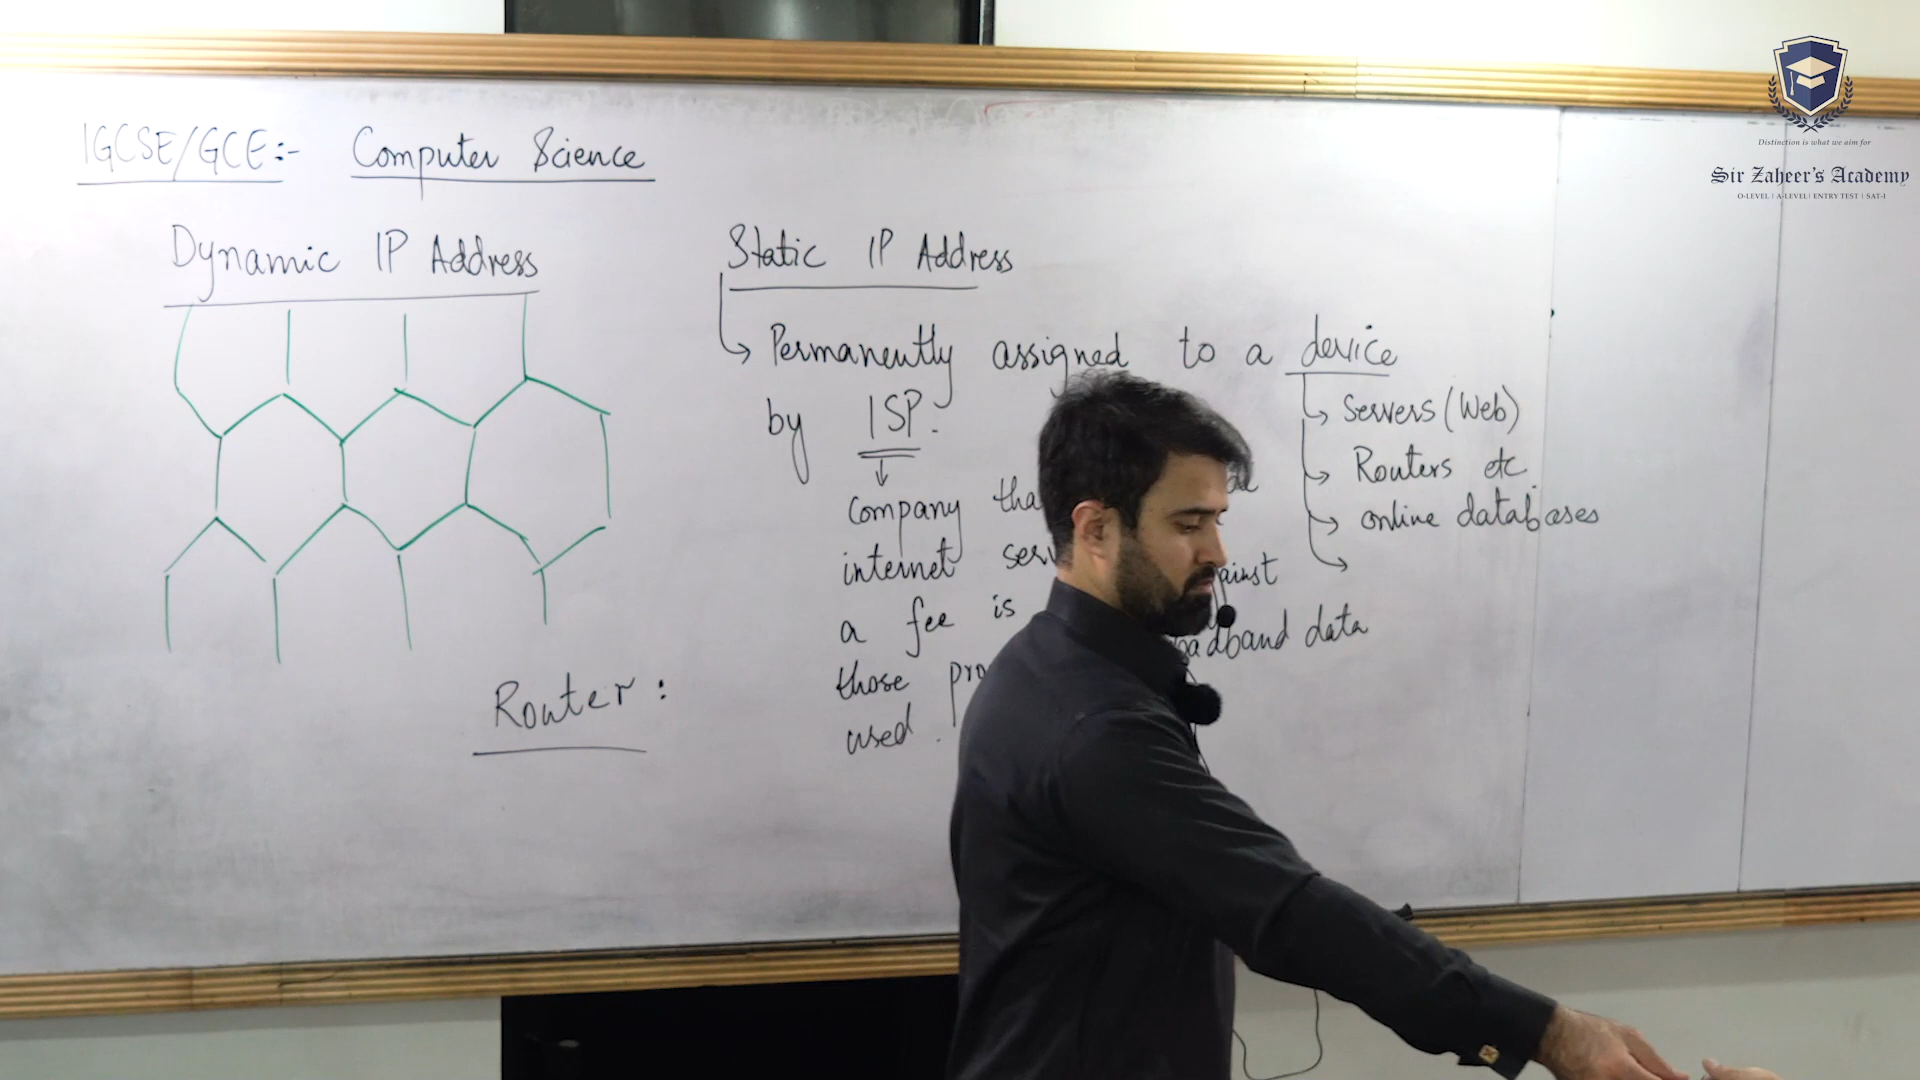 IGCSE/GCE:- Computer Science
Dynamic IP Address
Static IP Address
Permanently assigned to a device
by ISP.
Servers (Web)
Routers etc
online databases
company
internet
a fee is
those broadband data
used.
Router:
Distinction is what we aim for
Sir Zaheer's Academy
O-LEVEL | A-LEVEL | ENTRY TEST | SAT-I